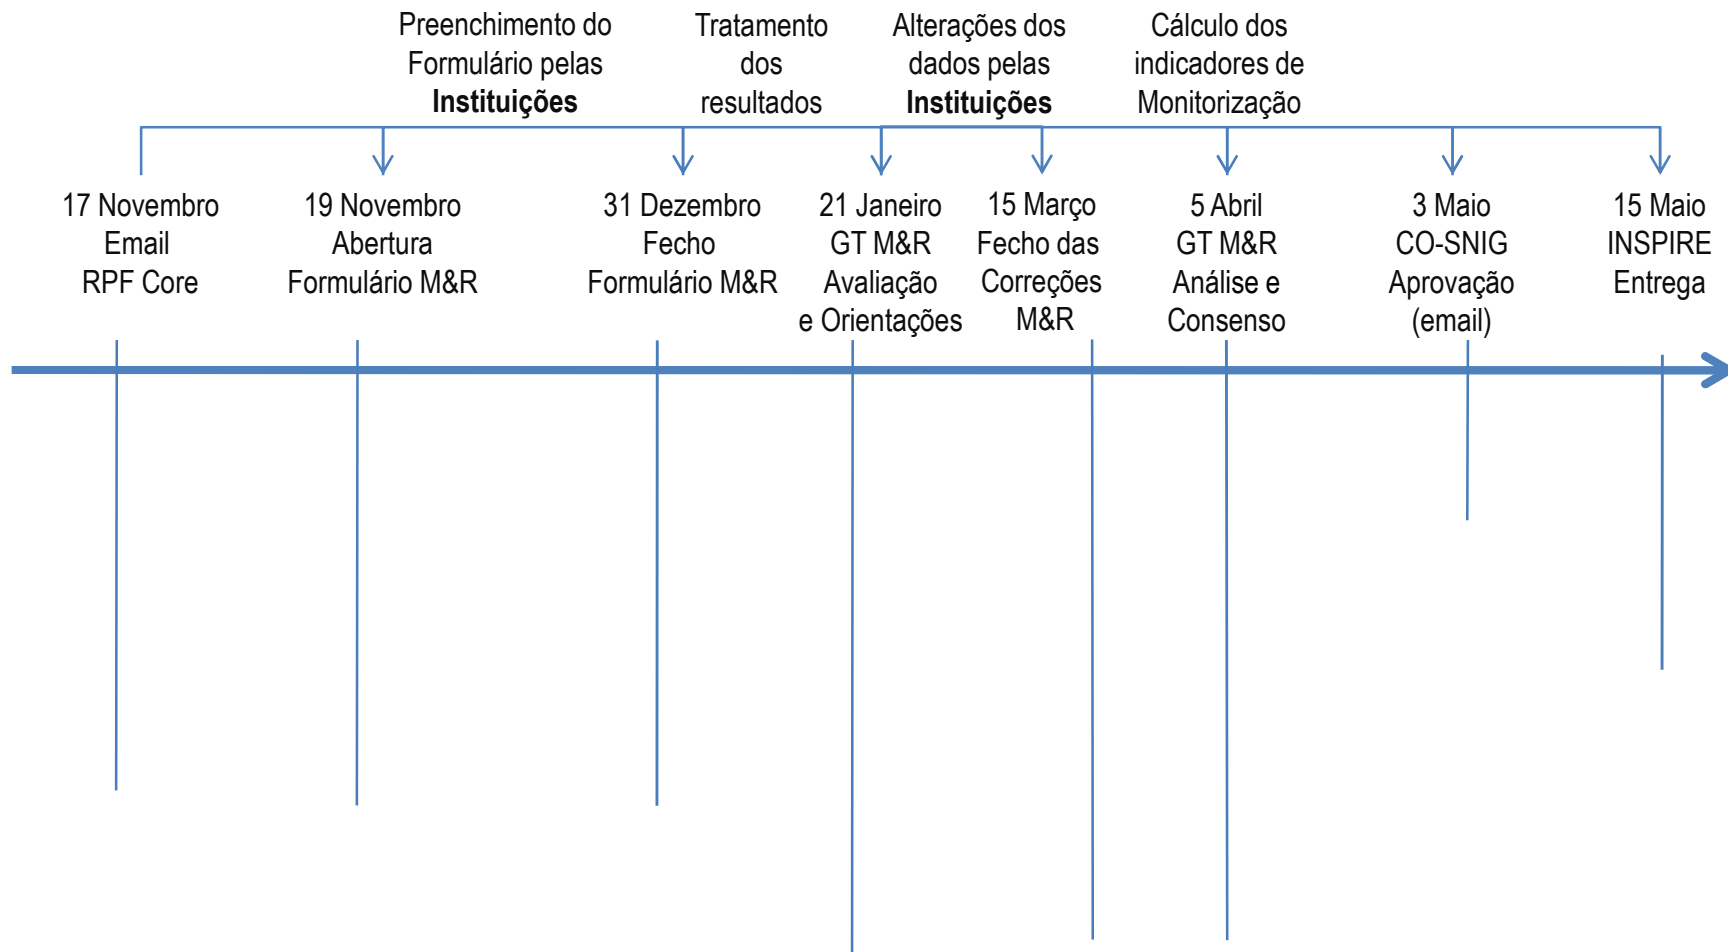 Preenchimento do
Formulário pelas
Instituições
Tratamento
dos
resultados
Alterações dos
dados pelas
Instituições
Cálculo dos
indicadores de
Monitorização
17 Novembro
Email
RPF Core
19 Novembro
Abertura
Formulário M&R
31 Dezembro
Fecho
Formulário M&R
21 Janeiro
GT M&R
Avaliação
e Orientações
15 Março
Fecho das
Correções
M&R
5 Abril
GT M&R
Análise e
Consenso
3 Maio
CO-SNIG
Aprovação
(email)
15 Maio
INSPIRE
Entrega